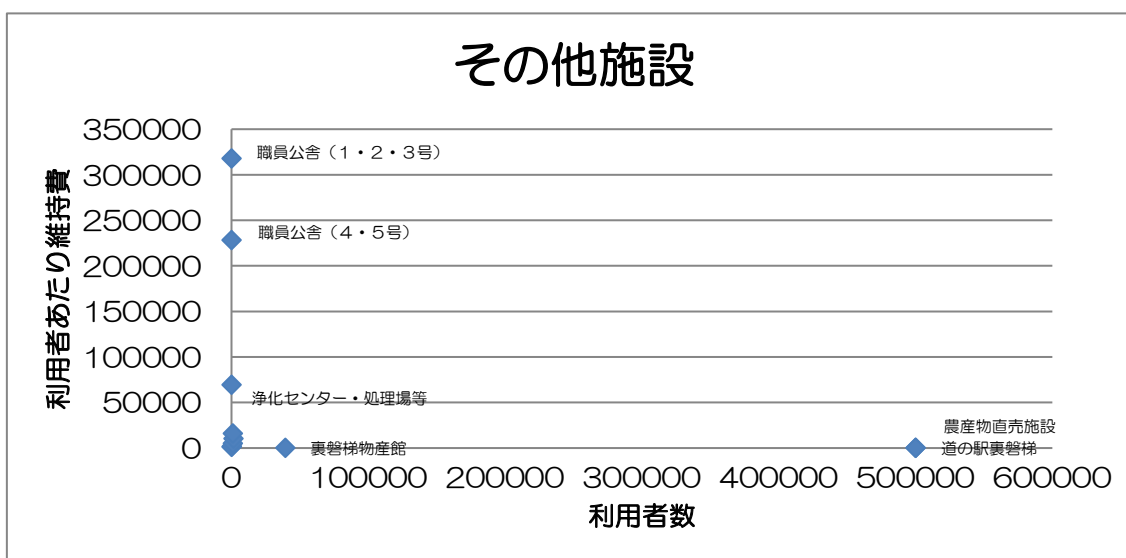 その他施設
350000
300000
250000
200000
150000
100000
50000
0
利用者あたり維持費
職員公舎（1・2・3号）
職員公舎（4・5号）
浄化センター・処理場等
裏磐梯物産館
農産物直売施設
道の駅裏磐梯
0 100000 200000 300000 400000 500000 600000
利用者数